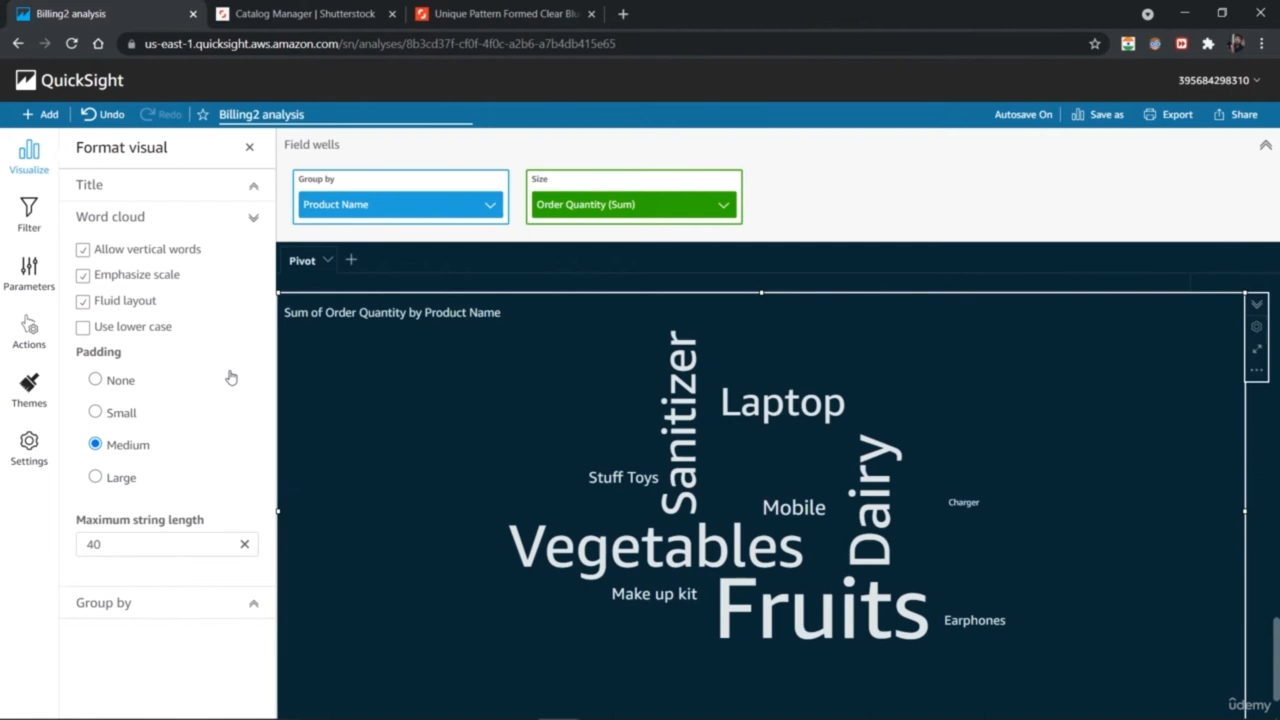 Billing2 analysis
Catalog Manager | Shutterstock
Unique Pattern Formed Clear Blu
us-east-1.quicksight.aws.amazon.com/sn/analyses/8b3cd37f-cf0f-4f0c-a2b6-a7b4db415e65
QuickSight
395684298310
+ Add
Undo
Redo
Billing2 analysis
Autosave On
Save as
Export
Share
Visualize
Filter
Parameters
Actions
Themes
Settings
Format visual
Title
Word cloud
Allow vertical words
Emphasize scale
Fluid layout
Use lower case
Padding
None
Small
Medium
Large
Maximum string length
40
Group by
Field wells
Group by
Product Name
Size
Order Quantity (Sum)
Pivot
Sum of Order Quantity by Product Name
Sanitizer
Laptop
Stuff Toys
Dairy
Mobile
Charger
Vegetables
Make up kit
Fruits
Earphones
ûdemy